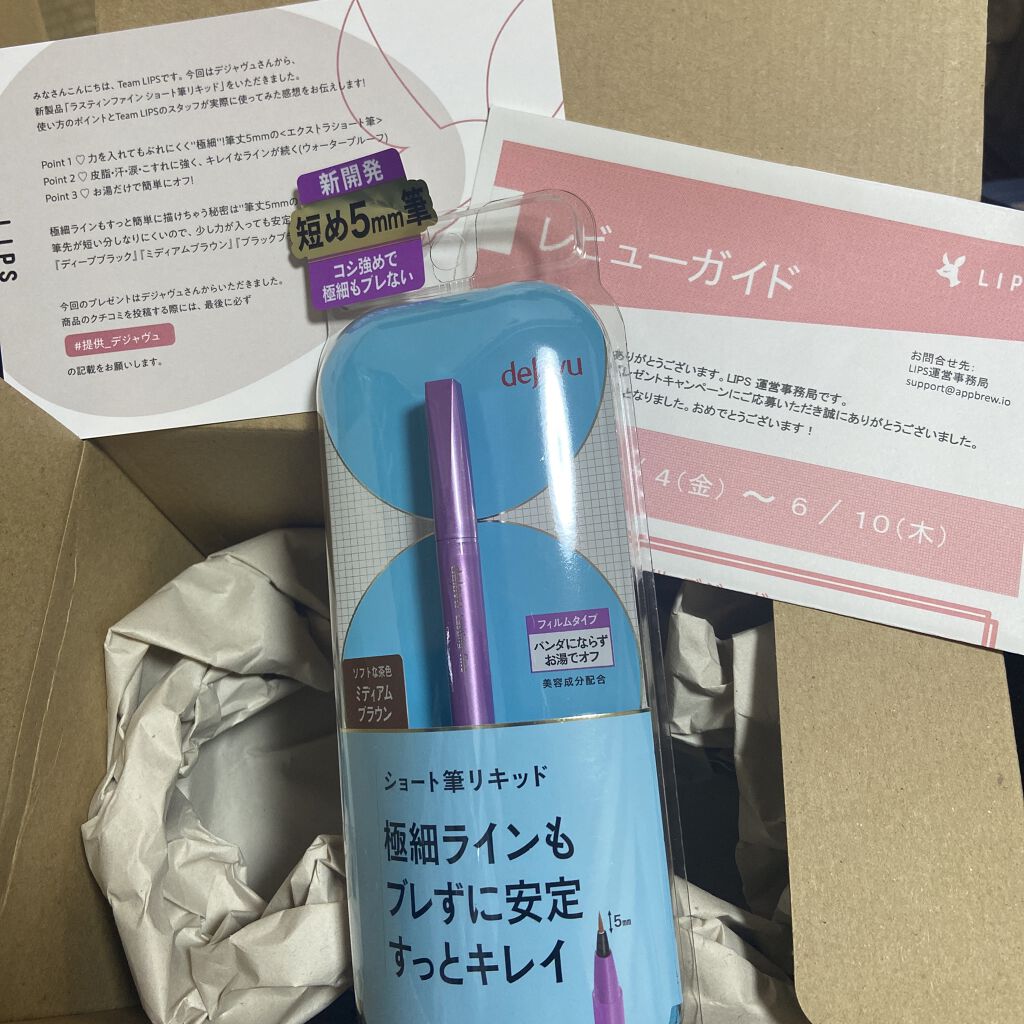 LIPS
みなさんこんにちは、Team LIPSです。今回はデジャヴュさんから、
新製品「ラスティンファイン ショート筆リキッド」をいただきました。
使い方のポイントとTeam LIPSのスタッフが実際に使ってみた感想をお伝えします!
Point 1 ♡ 力を入れてもぶれにくく"極細"!筆丈5mmの<エクストラショート筆>
Point 2 ♡ 皮脂・汗・涙・こすれに強く、キレイなラインが続く(ウォータープルーフ)
Point 3 ♡ お湯だけで簡単にオフ!
極細ラインもすっと簡単に描けちゃう秘密は"筆丈5mmの
筆先が短い分しなりにくいので、少し力が入っても安定
『ディープブラック』『ミディアムブラウン』『ブラックブ
今回のプレゼントはデジャヴュさんからいただきました。
商品のクチコミを投稿する際には、最後に必ず
#提供_デジャヴュ
の記載をお願いします。
新開発
短め5mm筆
コシ強めで
極細もブレない
レビューガイド
LIP
お問合せ先:
LIPS運営事務局
support@appbrew.io
ありがとうございます。LIPS 運営事務局です。
プレゼントキャンペーンにご応募いただき誠にありがとうございました。
となりました。おめでとうございます!
4(金) ～ 6/10(木)
dejavu
フィルムタイプ
パンダにならず
お湯でオフ
美容成分配合
ソフトな茶色
ミディアム
ブラウン
ショート筆リキッド
極細ラインも
ブレずに安定
すっとキレイ
5mm